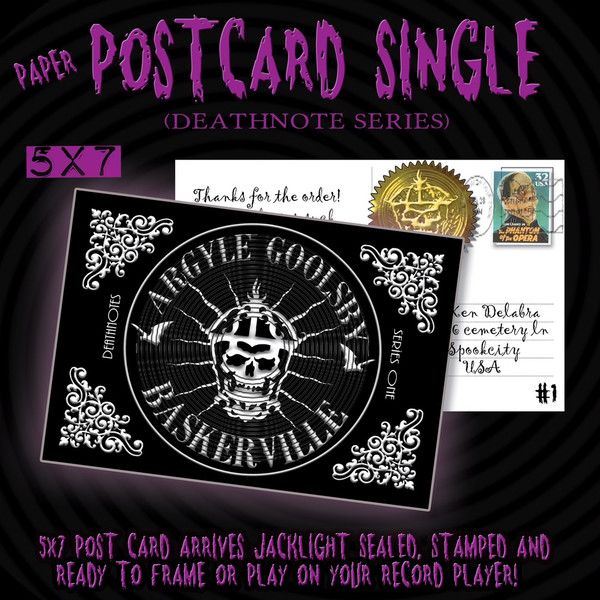 PAPER POSTCARD SINGLE
(DEATHNOTE SERIES)
5X7
Thanks for the order!
32
USA
PHANTOM
of the OPERA
Ken Delabra
6 cemetery ln
Spookcity
USA
#1
ARGYLE GOOLSBY
DEATHNOTES
SERIES ONE
BASKERVILLE
5X7 POST CARD ARRIVES JACKLIGHT SEALED, STAMPED AND
READY TO FRAME OR PLAY ON YOUR RECORD PLAYER!